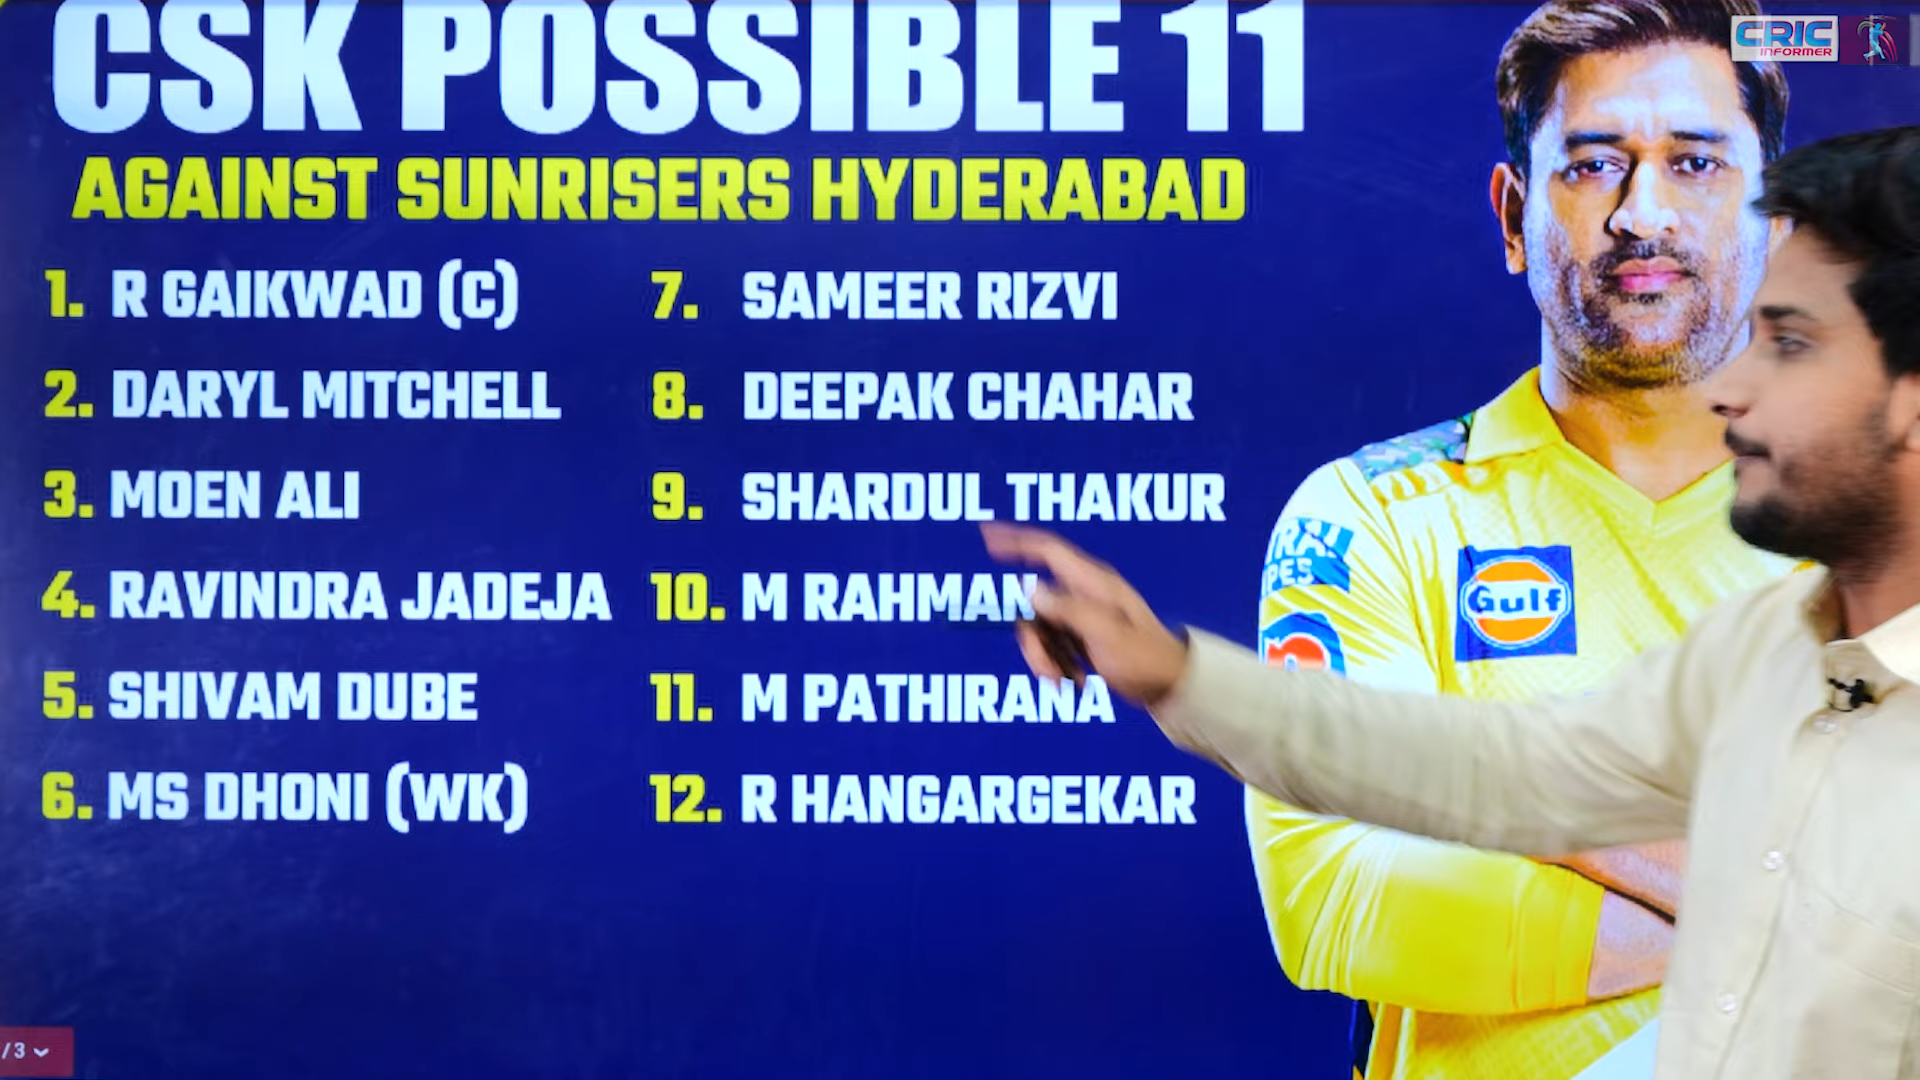 CSK POSSIBLE 11
AGAINST SUNRISERS HYDERABAD
1. R GAIKWAD (C)
2. DARYL MITCHELL
3. MOEN ALI
4. RAVINDRA JADEJA
5. SHIVAM DUBE
6. MS DHONI (WK)
7. SAMEER RIZVI
8. DEEPAK CHAHAR
9. SHARDUL THAKUR
10. M RAHMAN
11. M PATHIRANA
12. R HANGARGEKAR
CRIC
INFORMER
Gulf
/3